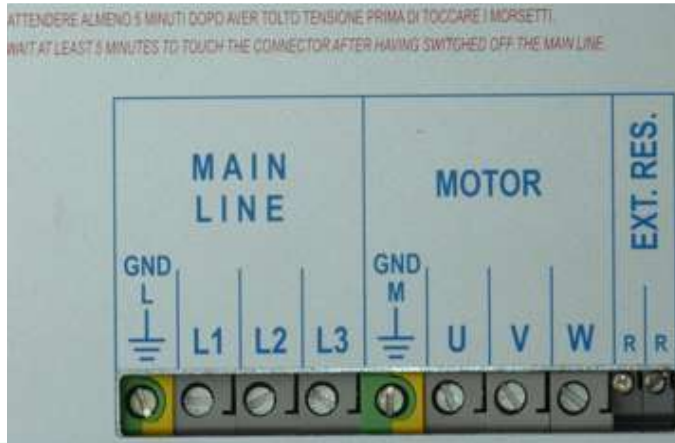 ATTENDERE ALMENO 5 MINUTI DOPO AVER TOLTO TENSIONE PRIMA DI TOCCARE I MORSETTI.
WAIT AT LEAST 5 MINUTES TO TOUCH THE CONNECTOR AFTER HAVING SWITCHED OFF THE MAIN LINE.
MAIN
LINE
MOTOR
EXT. RES.
GND
L
L1
L2
L3
GND
M
U
V
W
R
R